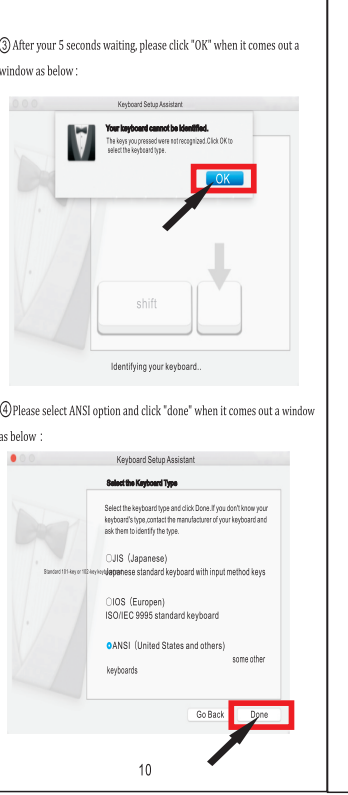 ③ After your 5 seconds waiting, please click "OK" when it comes out a
window as below :
Keyboard Setup Assistant
Your keyboard cannot be identified.
The keys you pressed were not recognized.Click OK to
select the keyboard type.
OK
shift
Identifying your keyboard..
④ Please select ANSI option and click "done" when it comes out a window
as below :
Keyboard Setup Assistant
Select the Keyboard Type
Select the keyboard type and click Done.If you don't know your
keyboard's type,contact the manufacturer of your keyboard and
ask them to identify the type.
JIS (Japanese)
Japanese standard keyboard with input method keys
Standard 101-key or 102-key
IOS (Europen)
ISO/IEC 9995 standard keyboard
ANSI (United States and others)
some other
keyboards
Go Back Done
10